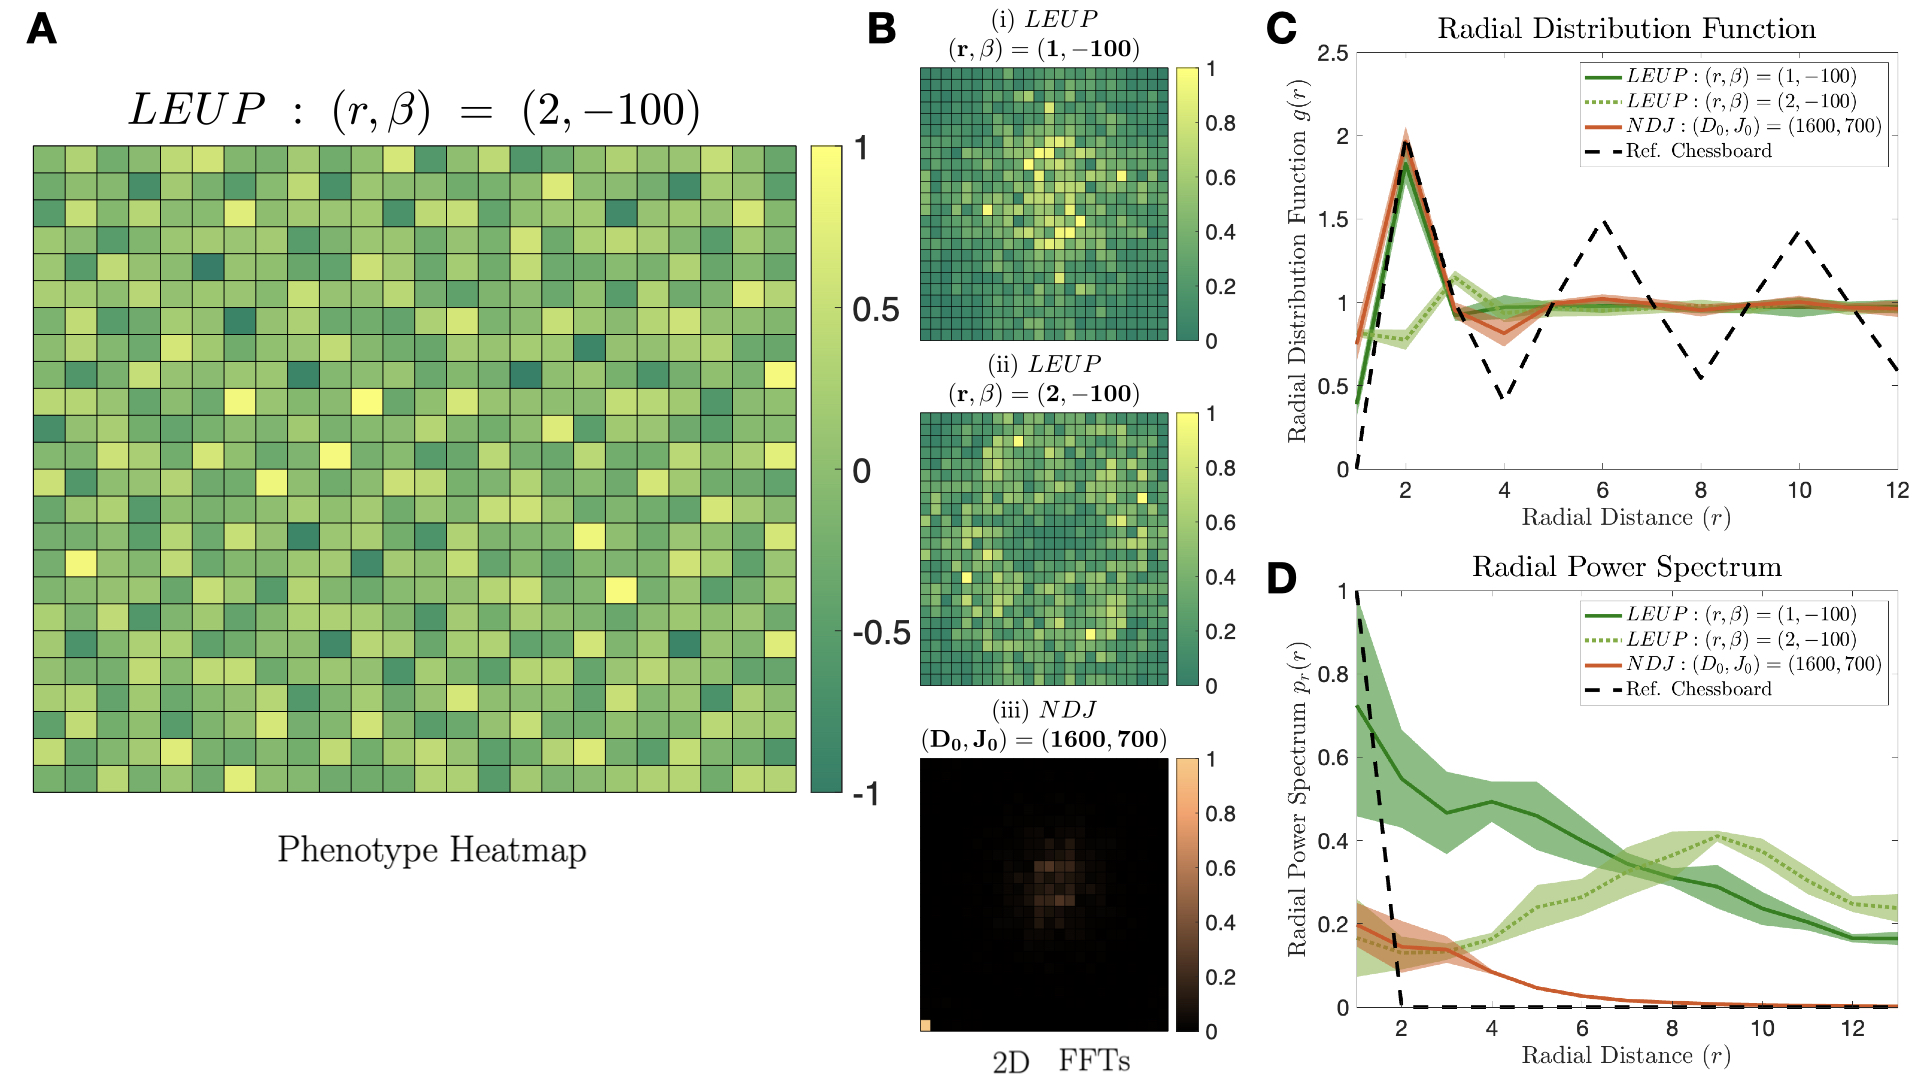 A
LEUP : (r, β) = (2, −100)
1
0.5
0
-0.5
-1
Phenotype Heatmap
B
(i) LEUP
(r, β) = (1, −100)
1
0.8
0.6
0.4
0.2
0
(ii) LEUP
(r, β) = (2, −100)
1
0.8
0.6
0.4
0.2
0
(iii) NDJ
(D₀, J₀) = (1600, 700)
1
0.8
0.6
0.4
0.2
0
2D FFTs
C
Radial Distribution Function
Radial Distribution Function g(r)
2.5
2
1.5
1
0.5
0
LEUP : (r, β) = (1, −100)
LEUP : (r, β) = (2, −100)
NDJ : (D₀, J₀) = (1600, 700)
Ref. Chessboard
2 4 6 8 10 12
Radial Distance (r)
D
Radial Power Spectrum
Radial Power Spectrum pᵣ(r)
1
0.8
0.6
0.4
0.2
0
LEUP : (r, β) = (1, −100)
LEUP : (r, β) = (2, −100)
NDJ : (D₀, J₀) = (1600, 700)
Ref. Chessboard
2 4 6 8 10 12
Radial Distance (r)